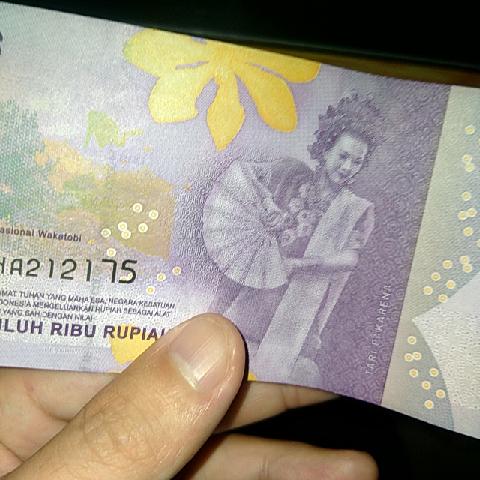 asional Wakatobi
HA212175
MAT TUHAN YANG MAHA ESA, NEGARA KESATUAN
DONESIA MENGELUARKAN RUPIAH SEBAGAI ALAT
YANG SAH DENGAN NILAI
LUH RIBU RUPIAH
TARI PAKARENA